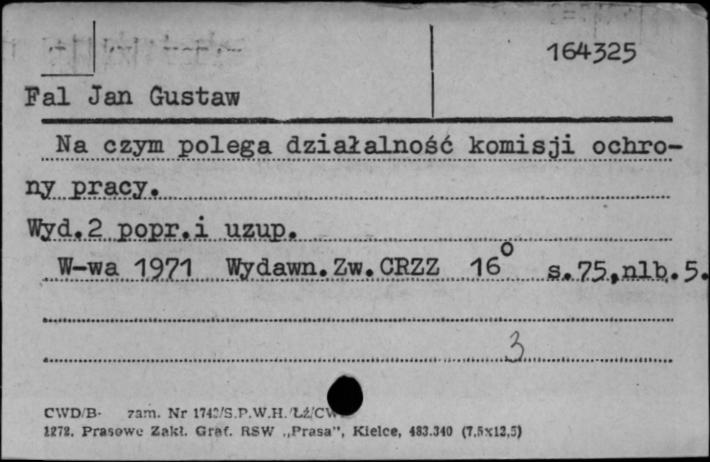 164325
Fal Jan Gustaw
Na czym polega działalność komisji ochro-
ny pracy.
Wyd.2 popr.i uzup.
W-wa 1971 Wydawn.Zw.CRZZ 16° s.75,nlb.5.
3
CWD/B- zam. Nr /S.P.W.H.
1272. Prasowe Zakł. Graf. RSW „Prasa", Kielce, 483.340 (7,5x12,5)